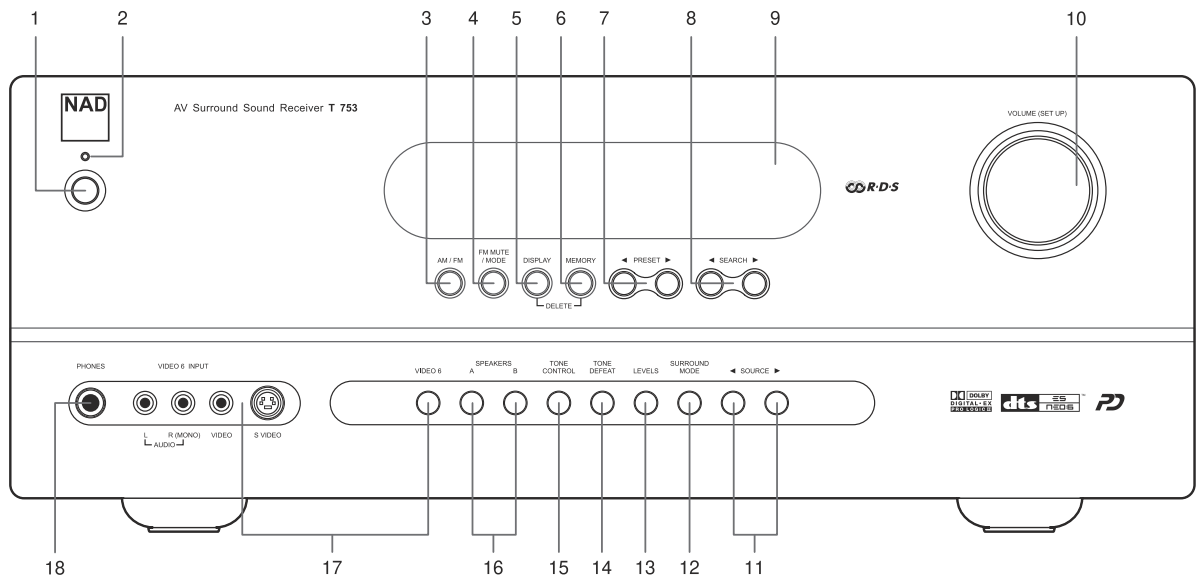 1 2 3 4 5 6 7 8 9 10
NAD
AV Surround Sound Receiver T 753
VOLUME (SET UP)
R·D·S
AM / FM
FM MUTE
/ MODE
DISPLAY
MEMORY
◄ PRESET ►
◄ SEARCH ►
DELETE
PHONES
VIDEO 6 INPUT
L
R (MONO)
AUDIO
VIDEO
S VIDEO
VIDEO 6
SPEAKERS
A B
TONE
CONTROL
TONE
DEFEAT
LEVELS
SURROUND
MODE
◄ SOURCE ►
DOLBY
DIGITAL·EX
PRO LOGIC II
dts ES
NEO:6
™
PD
18 17 16 15 14 13 12 11